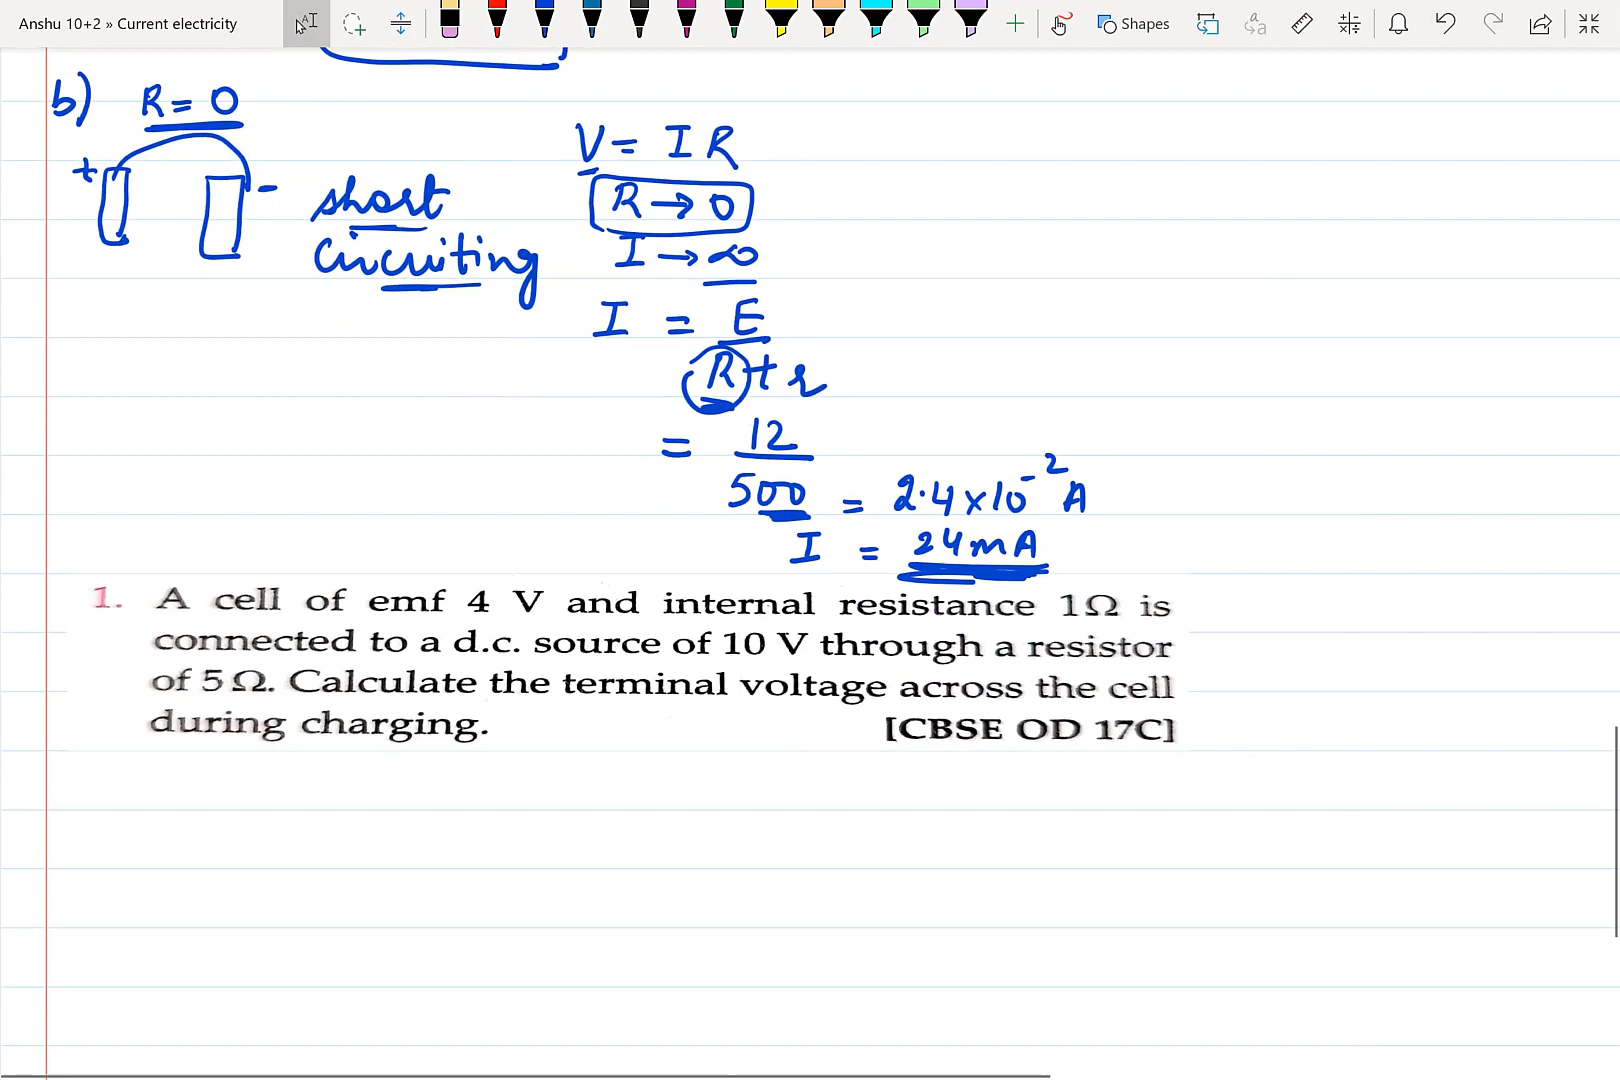 Anshu 10+2 » Current electricity
Shapes
b) R = 0
+ -
short
circuiting
V = I R
R → 0
I → ∞
I = E
R + r
= 12
500 = 2.4 × 10⁻² A
I = 24 mA
1. A cell of emf 4 V and internal resistance 1Ω is
connected to a d.c. source of 10 V through a resistor
of 5 Ω. Calculate the terminal voltage across the cell
during charging. [CBSE OD 17C]